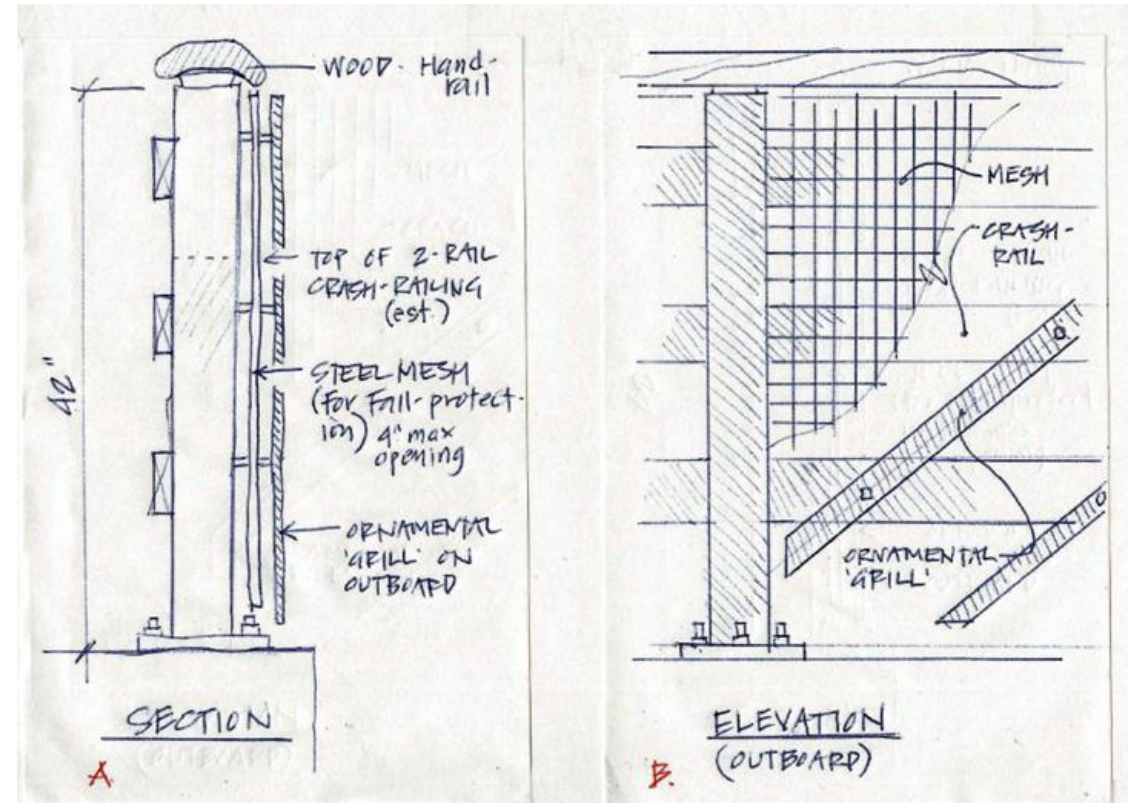 WOOD. Hand-
rail
42"
TOP OF 2-RAIL
CRASH-RAILING
(est.)
STEEL MESH
(For Fall-protect-
ion) 4" max
opening
ORNAMENTAL
'GRILL' ON
OUTBOARD
SECTION
A.
MESH
CRASH-
RAIL
ORNAMENTAL
'GRILL'
ELEVATION
(OUTBOARD)
B.